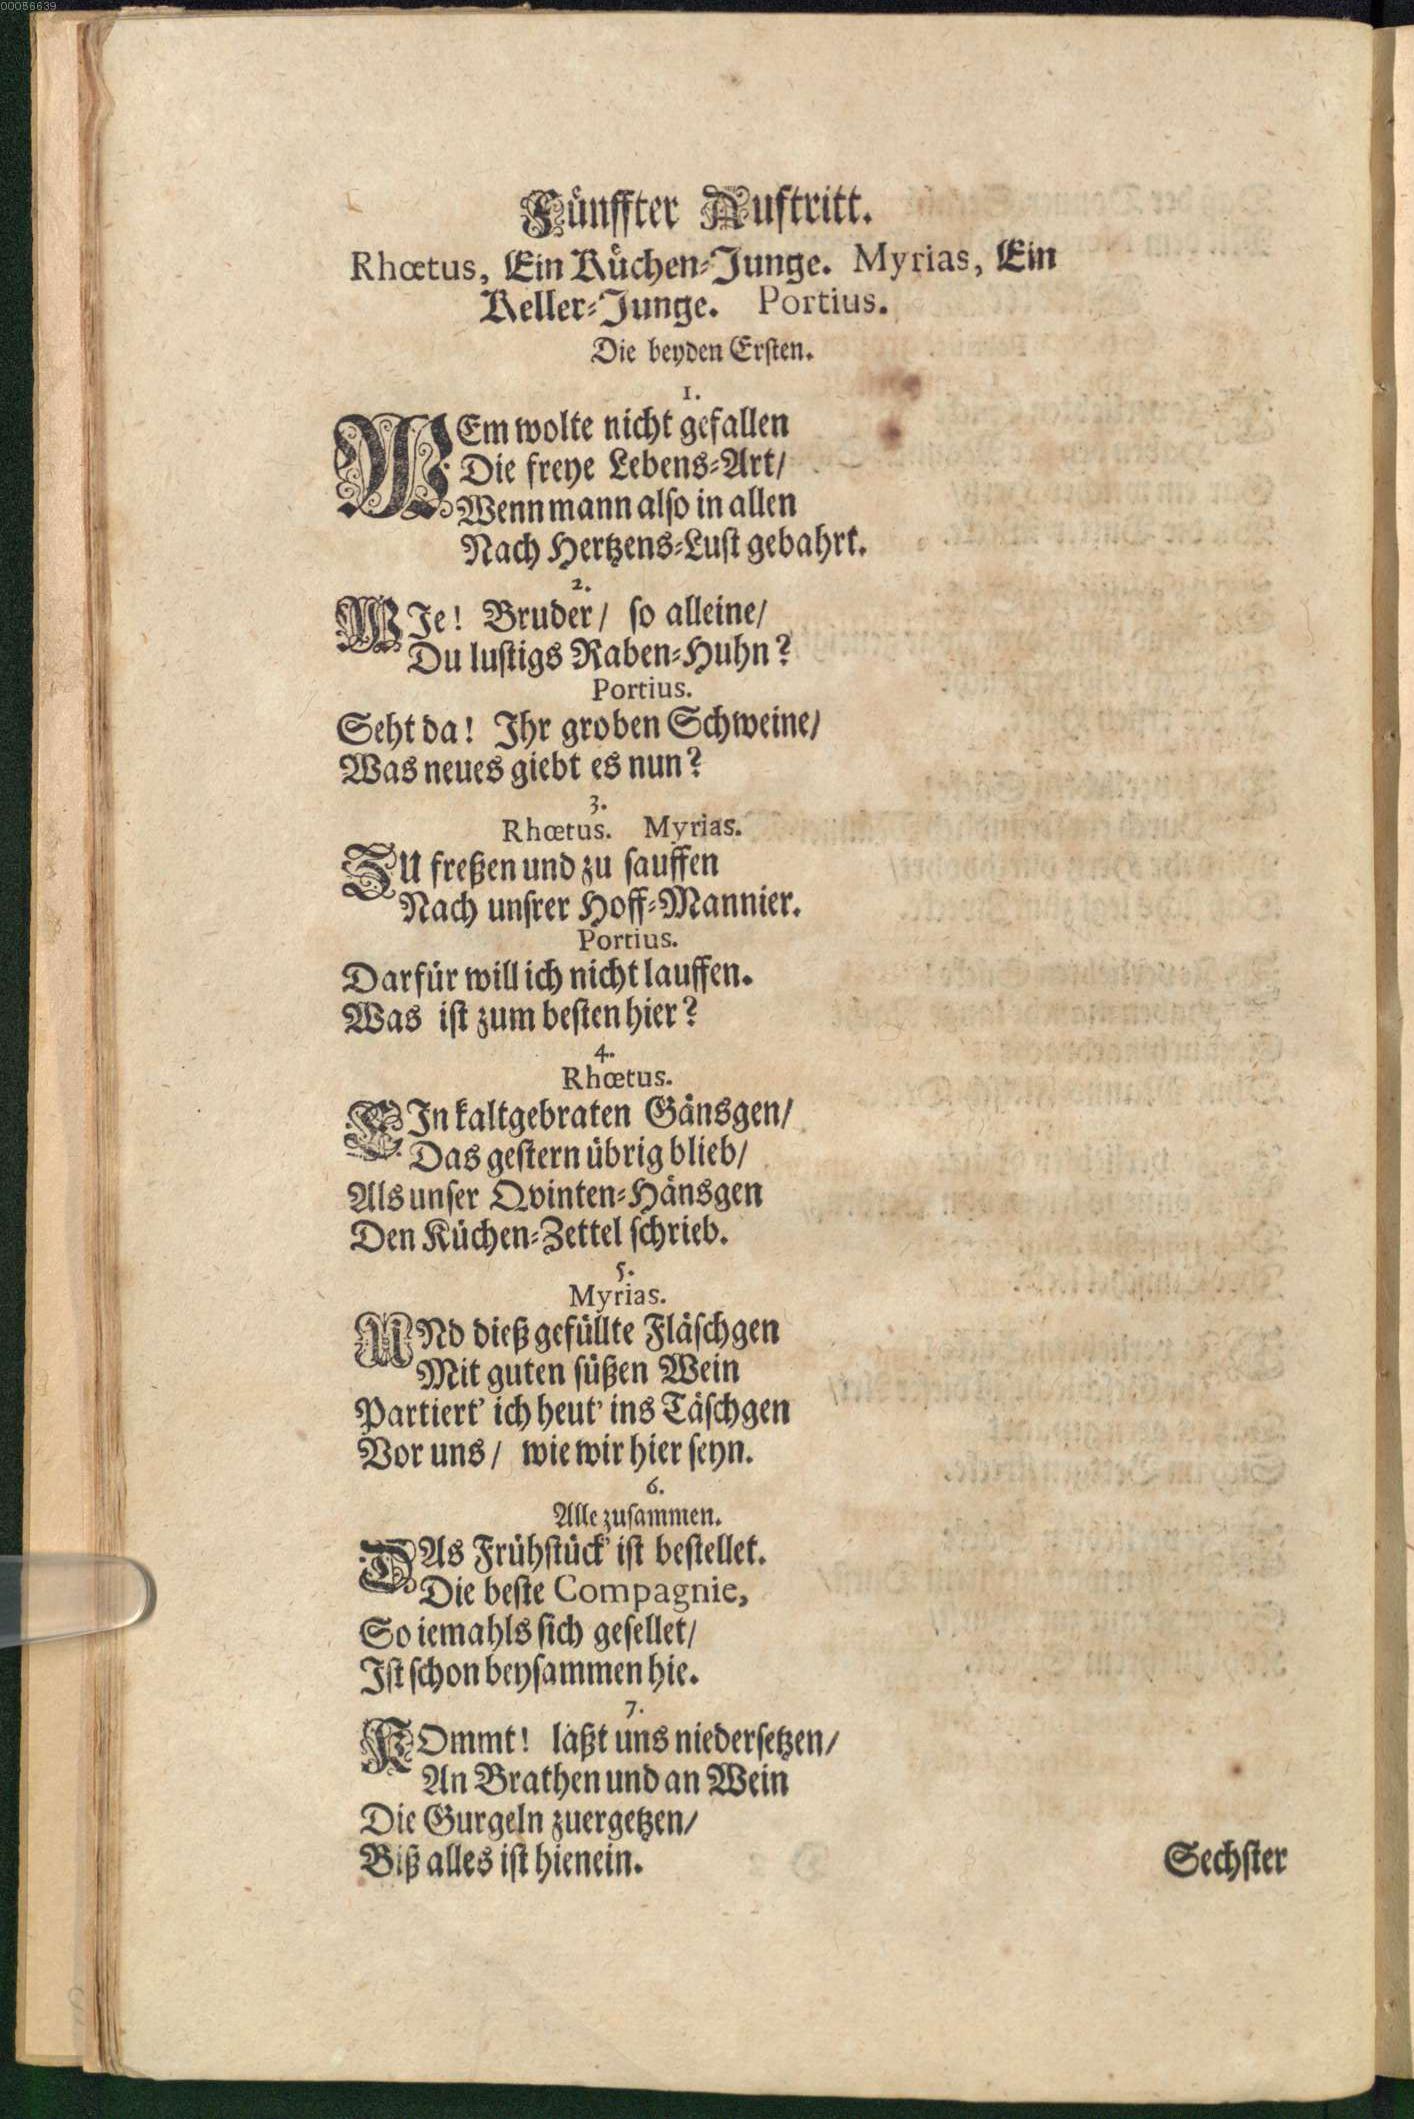 00056639
Fünffter Auftritt.
Rhœtus, Ein Küchen-Junge. Myrias, Ein
Keller-Junge. Portius.
Die beyden Ersten.
1.
WEm wolte nicht gefallen
Die freye Lebens-Art/
Wenn mann also in allen
Nach Hertzens-Lust gebahrt.
2.
WIe! Bruder/ so alleine/
Du lustigs Raben-Huhn?
Portius.
Seht da! Ihr groben Schweine/
Was neues giebt es nun?
3.
Rhœtus. Myrias.
ZU freßen und zu sauffen
Nach unsrer Hoff-Mannier.
Portius.
Darfür will ich nicht lauffen.
Was ist zum besten hier?
4.
Rhœtus.
EIn kaltgebraten Gänsgen/
Das gestern übrig blieb/
Als unser Qvinten-Hänsgen
Den Küchen-Zettel schrieb.
5.
Myrias.
UNd dieß gefüllte Fläschgen
Mit guten süßen Wein
Partiert' ich heut' ins Täschgen
Vor uns/ wie wir hier seyn.
6.
Alle zusammen.
DAs Frühstück' ist bestellet.
Die beste Compagnie,
So iemahls sich gesellet/
Ist schon beysammen hie.
7.
KOmmt! laßt uns niedersetzen/
An Brathen und an Wein
Die Gurgeln zuergetzen/
Biß alles ist hienein.
Sechster